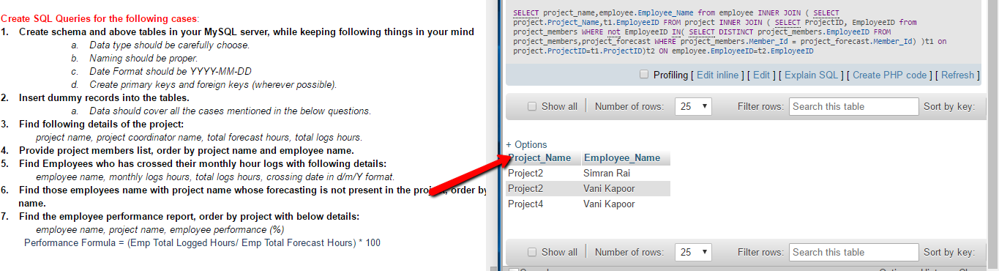 Create SQL Queries for the following cases:
1. Create schema and above tables in your MySQL server, while keeping following things in your mind
a. Data type should be carefully choose.
b. Naming should be proper.
c. Date Format should be YYYY-MM-DD
d. Create primary keys and foreign keys (wherever possible).
2. Insert dummy records into the tables.
a. Data should cover all the cases mentioned in the below questions.
3. Find following details of the project:
project name, project coordinator name, total forecast hours, total logs hours.
4. Provide project members list, order by project name and employee name.
5. Find Employees who has crossed their monthly hour logs with following details:
employee name, monthly logs hours, total logs hours, crossing date in d/m/Y format.
6. Find those employees name with project name whose forecasting is not present in the order by
name.
7. Find the employee performance report, order by project with below details:
employee name, project name, employee performance (%)
Performance Formula = (Emp Total Logged Hours/ Emp Total Forecast Hours) * 100
SELECT project_name,employee.Employee_Name from employee INNER JOIN ( SELECT
project.Project_Name,t1.EmployeeID FROM project INNER JOIN ( SELECT ProjectID, EmployeeID from
project_members WHERE not EmployeeID IN( SELECT DISTINCT project_members.EmployeeID FROM
project_members,project_forecast WHERE project_members.Member_Id = project_forecast.Member_Id) )t1 on
project.ProjectID=t1.ProjectID)t2 ON employee.EmployeeID=t2.EmployeeID
Profiling [ Edit inline ] [ Edit ] [ Explain SQL ] [ Create PHP code ] [ Refresh ]
Show all Number of rows: 25 Filter rows: Search this table Sort by key:
+ Options
Project_Name Employee_Name
Project2 Simran Rai
Project2 Vani Kapoor
Project4 Vani Kapoor
Show all Number of rows: 25 Filter rows: Search this table Sort by key: